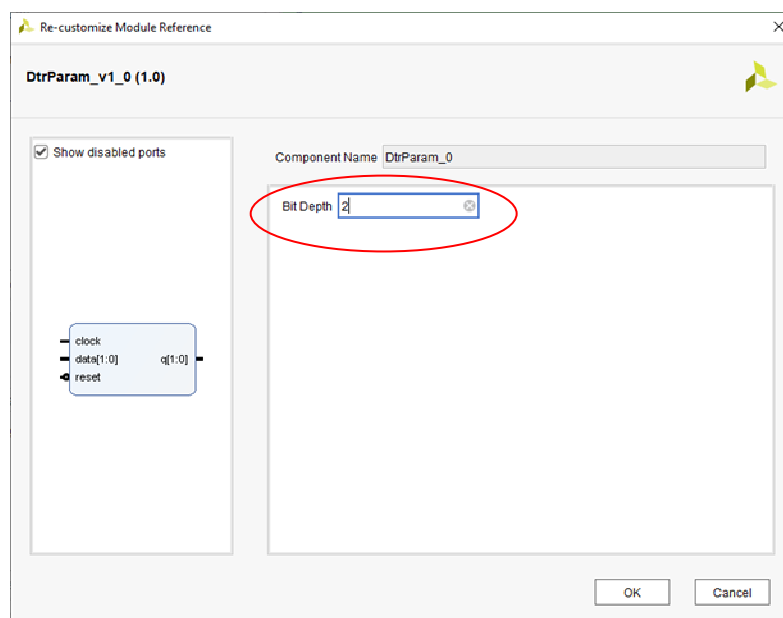 Re-customize Module Reference
DtrParam_v1_0 (1.0)
Show disabled ports
Component Name DtrParam_0
Bit Depth 2
clock
data[1:0] q[1:0]
reset
OK Cancel